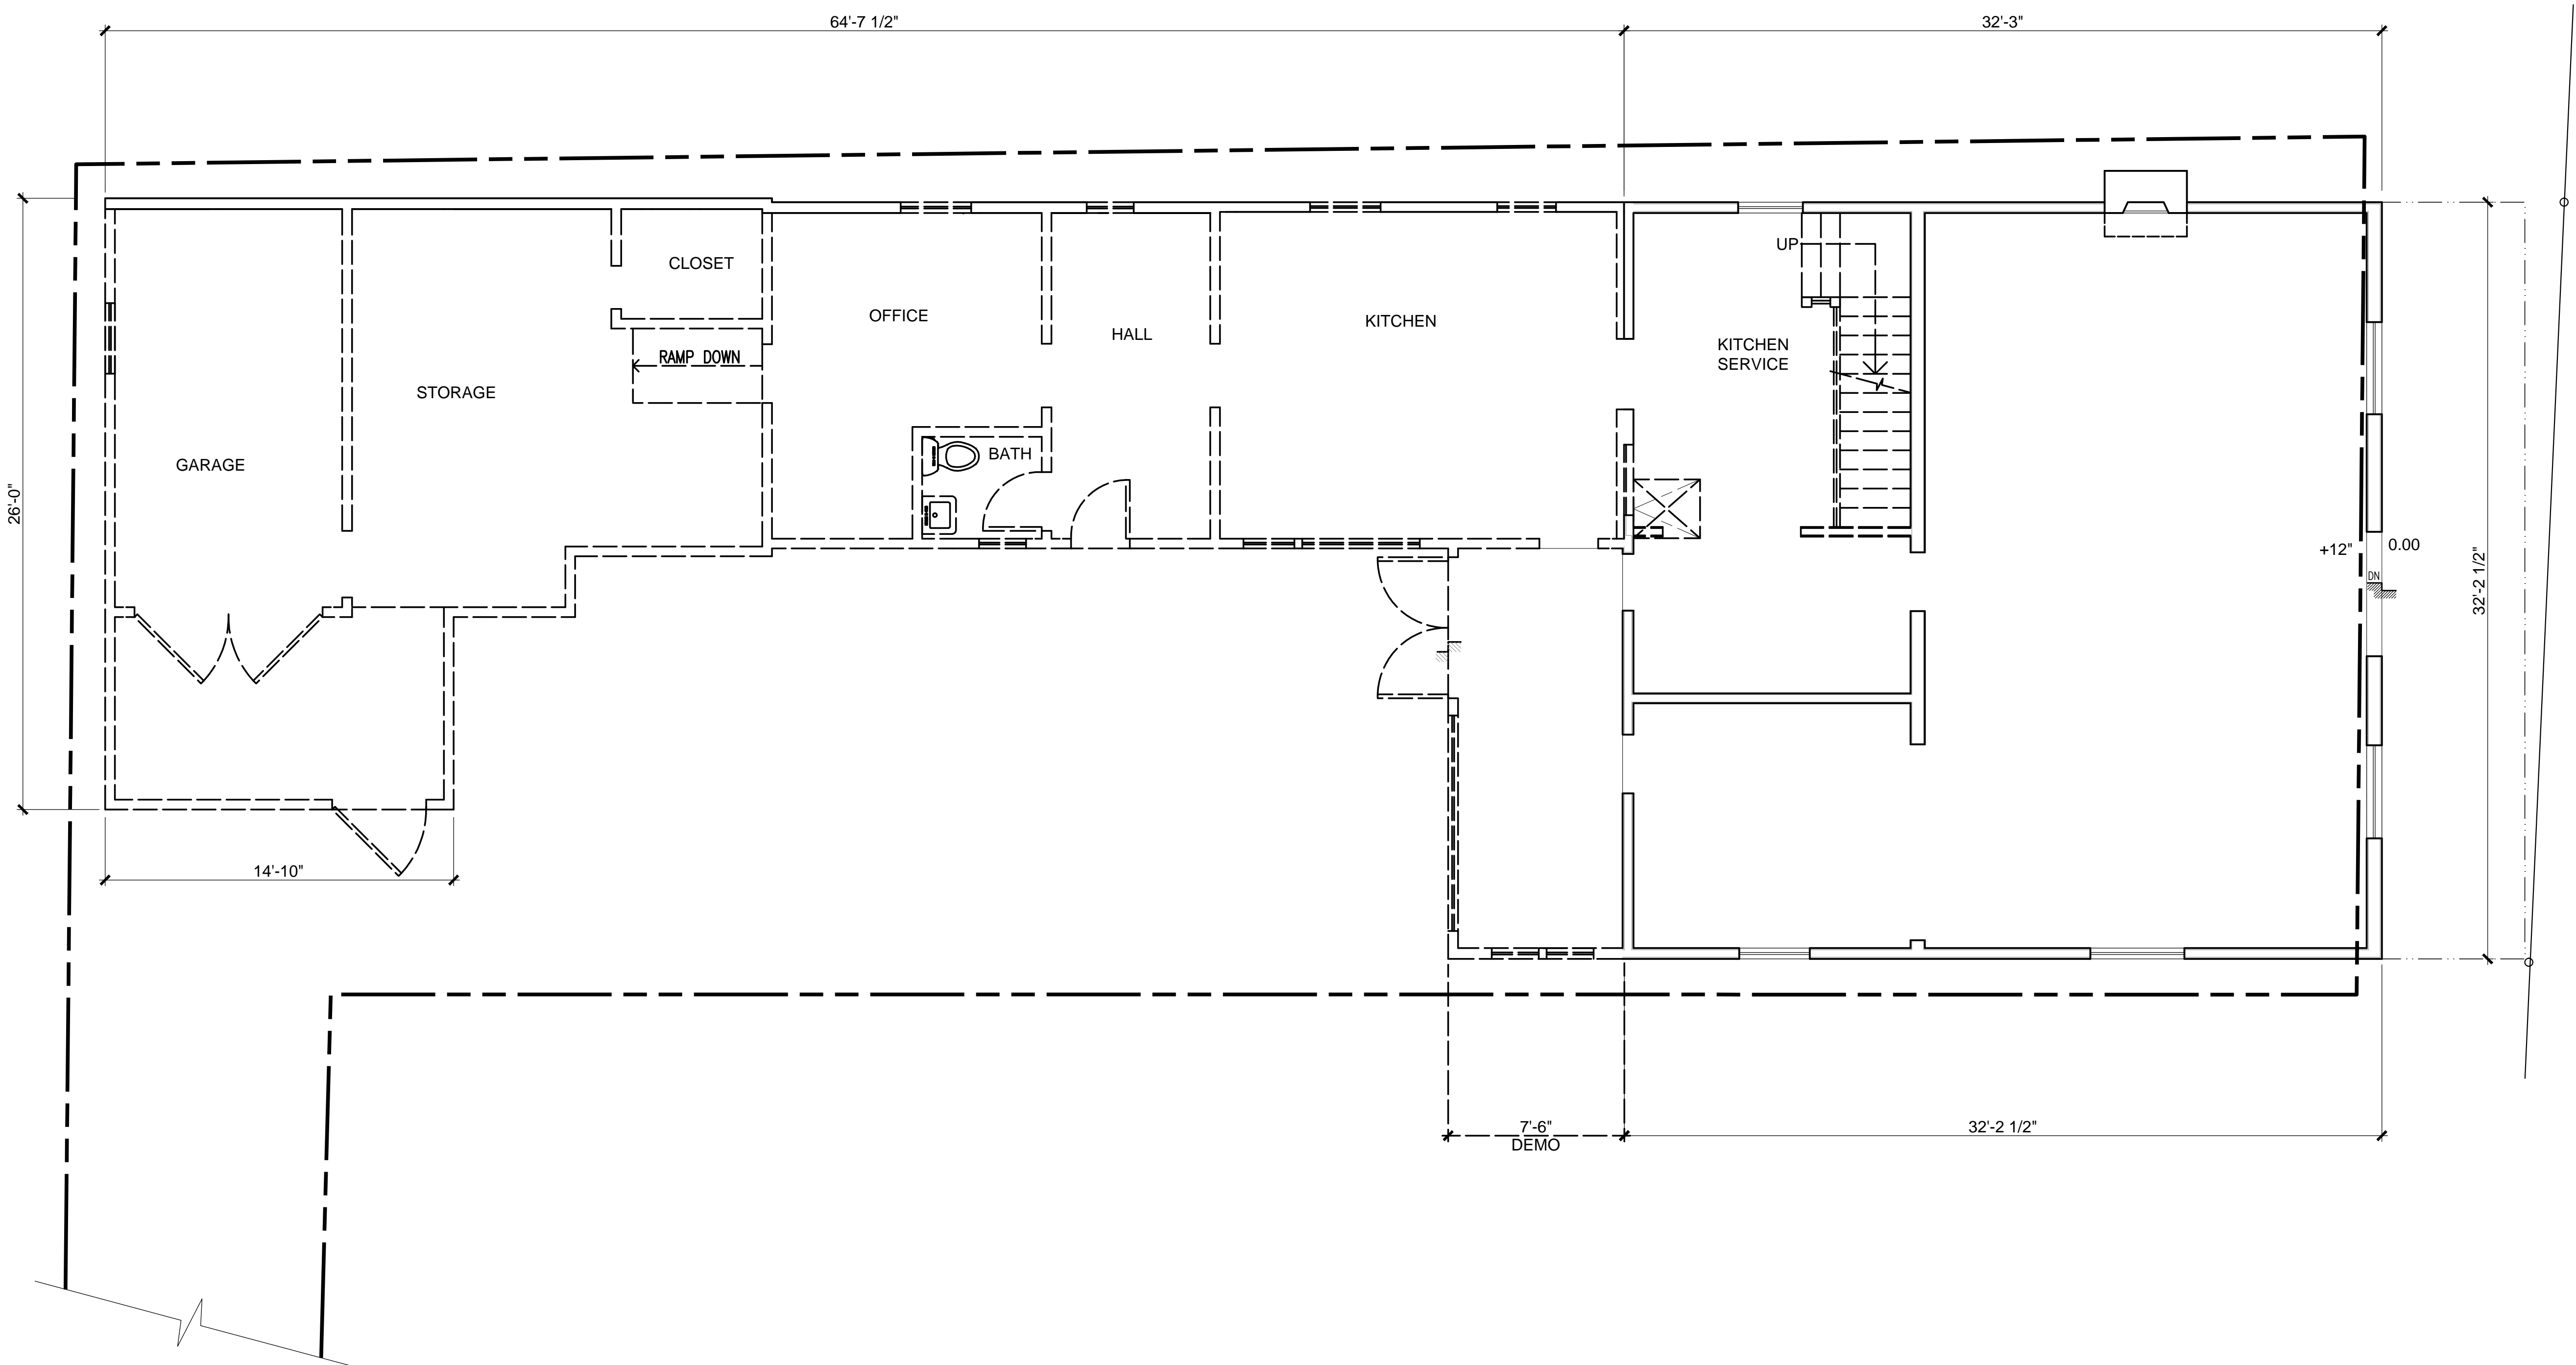 64'-7 1/2"
32'-3"
UP
CLOSET
OFFICE
HALL
KITCHEN
KITCHEN
SERVICE
RAMP DOWN
STORAGE
BATH
GARAGE
26'-0"
+12"
0.00
DN
32'-2 1/2"
14'-10"
7'-6"
DEMO
32'-2 1/2"